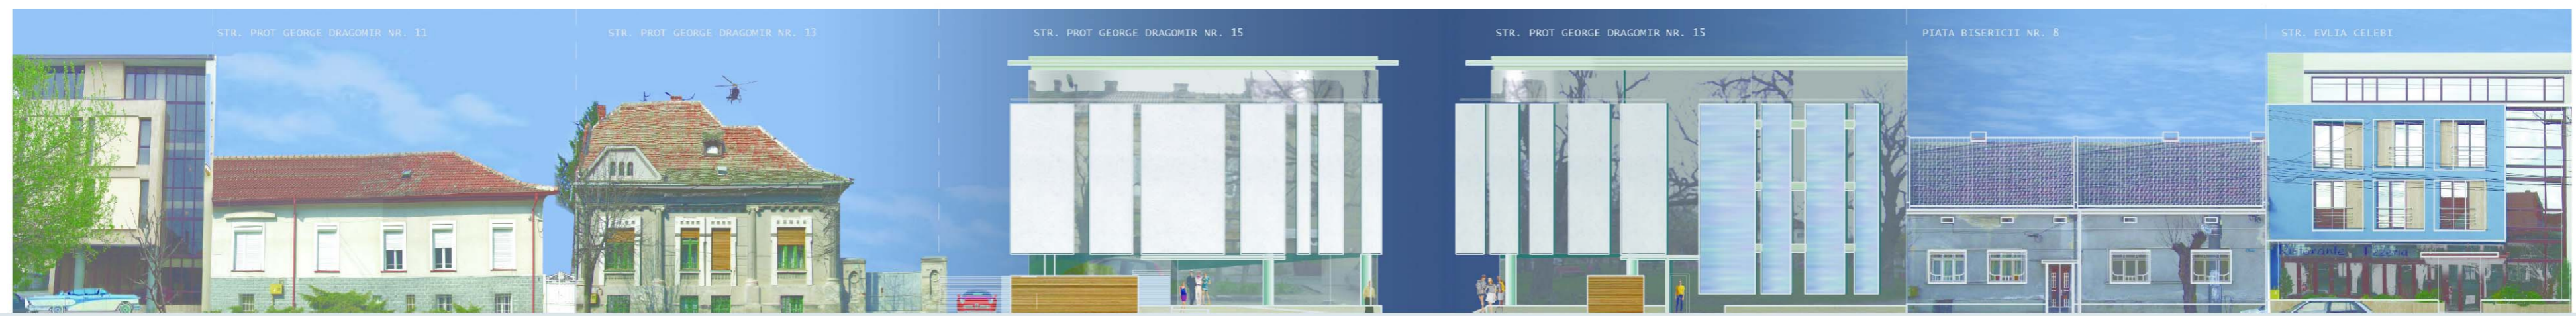 STR. PROT GEORGE DRAGOMIR NR. 11
STR. PROT GEORGE DRAGOMIR NR. 13
STR. PROT GEORGE DRAGOMIR NR. 15
STR. PROT GEORGE DRAGOMIR NR. 15
PIATA BISERICII NR. 8
STR. EVLIA CELEBI